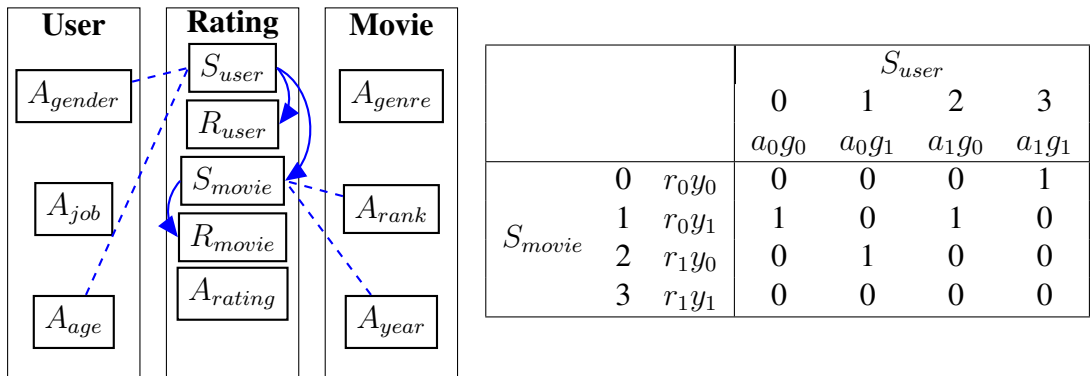 User Rating Movie
A_gender S_user A_genre
R_user
A_job S_movie A_rank
R_movie
A_age A_rating A_year
S_user
0 1 2 3
a_0g_0 a_0g_1 a_1g_0 a_1g_1
0 r_0y_0 0 0 0 1
1 r_0y_1 1 0 1 0
S_movie
2 r_1y_0 0 1 0 0
3 r_1y_1 0 0 0 0